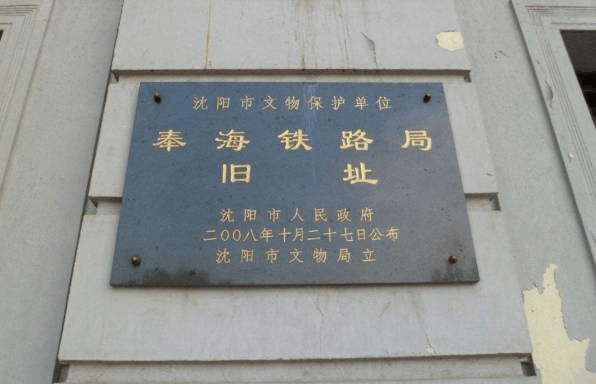 沈阳市文物保护单位
奉海铁路局
旧址
沈阳市人民政府
二〇〇八年十月二十七日公布
沈阳市文物局立